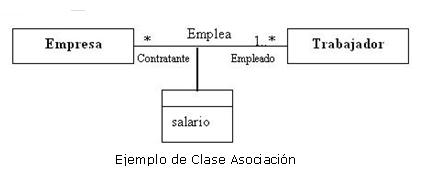 Emplea
Empresa * 1..* Trabajador
Contratante Empleado
salario
Ejemplo de Clase Asociación